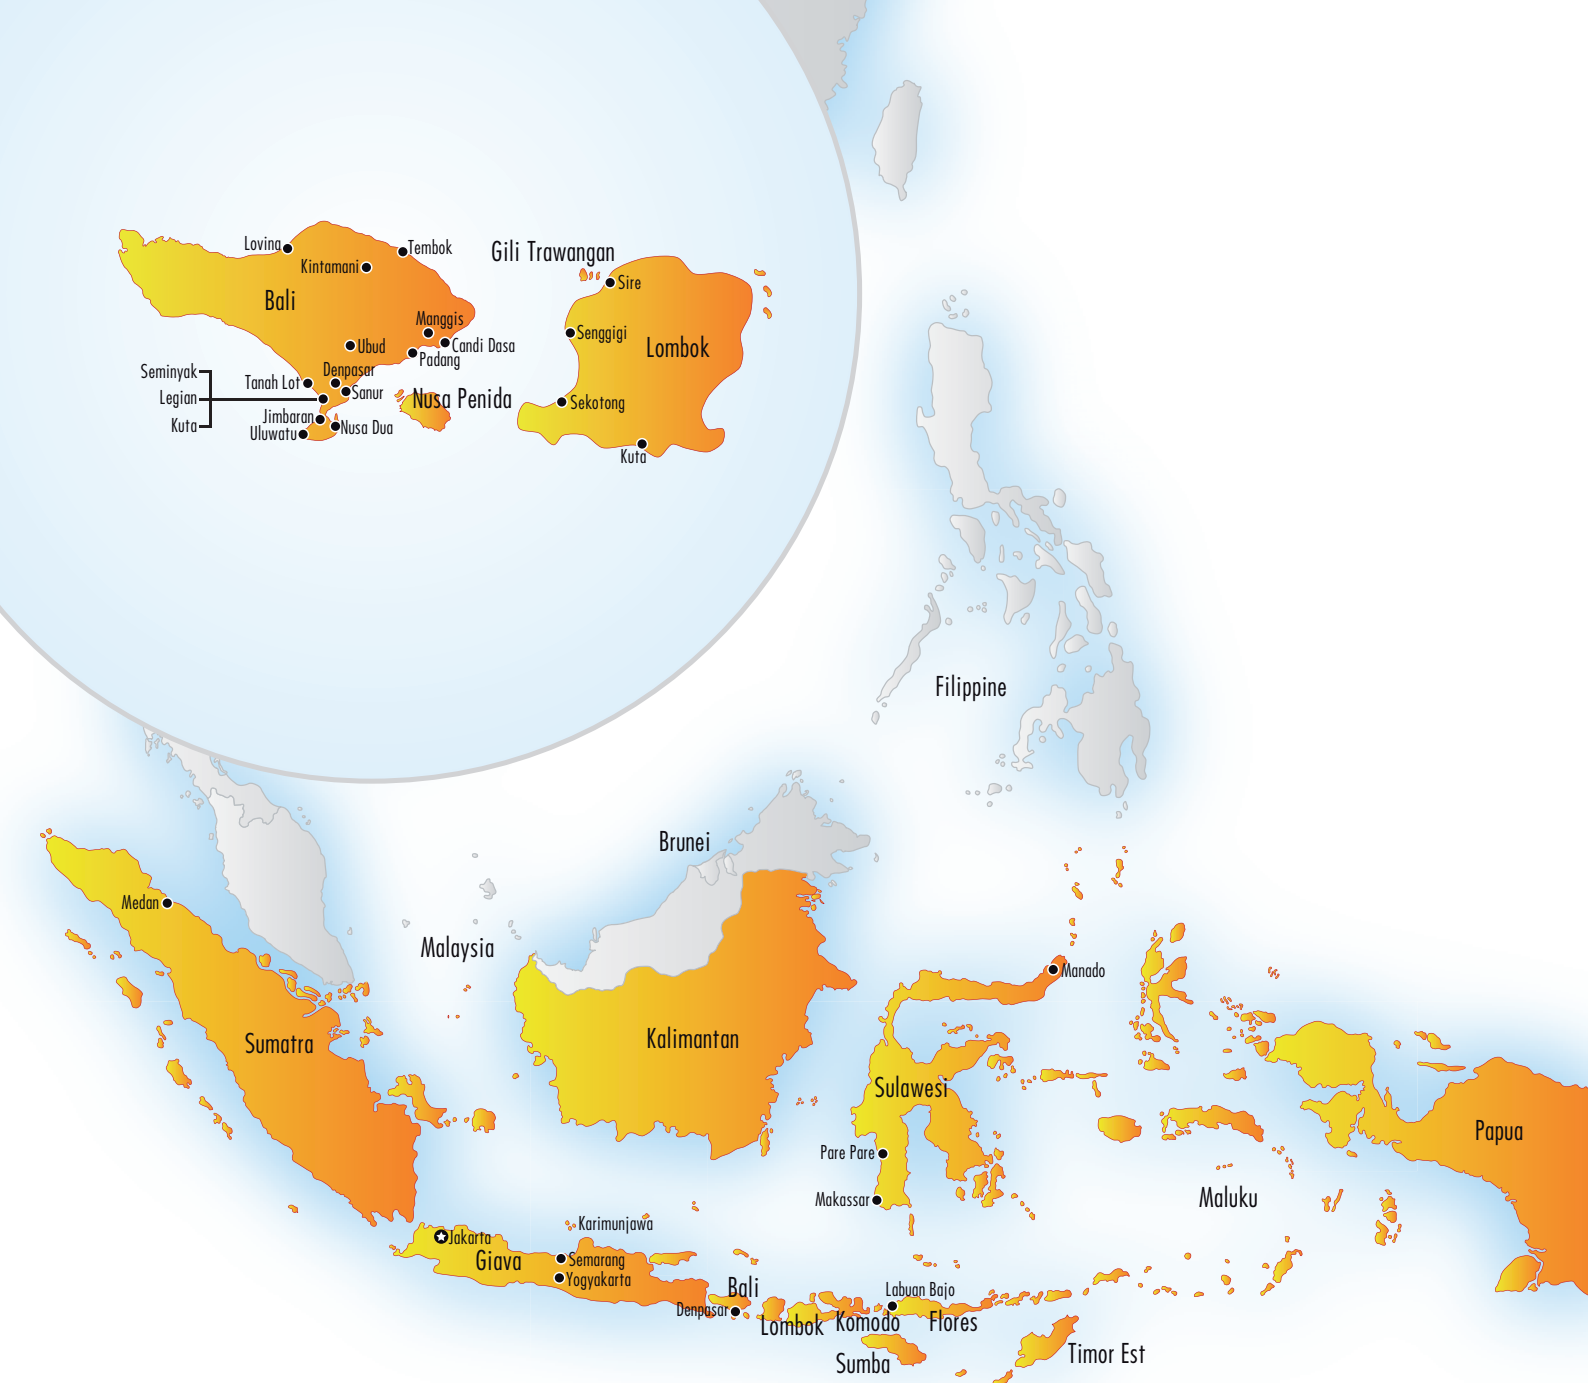 Lovina
Tembok
Gili Trawangan
Kintamani
Sire
Bali
Manggis
Senggigi
Ubud
Candi Dasa
Lombok
Padang
Seminyak
Denpasar
Tanah Lot
Sanur
Legian
Nusa Penida
Sekotong
Jimbaran
Kuta
Nusa Dua
Uluwatu
Kuta
Filippine
Brunei
Medan
Malaysia
Manado
Sumatra
Kalimantan
Sulawesi
Papua
Pare Pare
Makassar
Maluku
Karimunjawa
Jakarta
Giava
Semarang
Yogyakarta
Bali
Labuan Bajo
Denpasar
Lombok
Komodo
Flores
Timor Est
Sumba